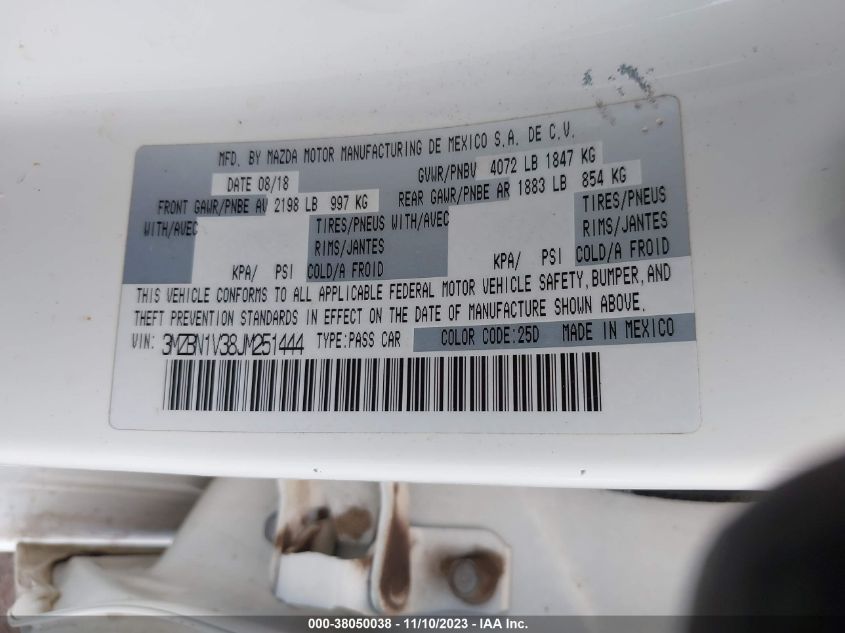 MFD. BY MAZDA MOTOR MANUFACTURING DE MEXICO S.A. DE C.V.
DATE 08/18 GVWR/PNBV 4072 LB 1847 KG
FRONT GAWR/PNBE AV 2198 LB 997 KG REAR GAWR/PNBE AR 1883 LB 854 KG
WITH/AVEC TIRES/PNEUS WITH/AVEC TIRES/PNEUS
RIMS/JANTES RIMS/JANTES
KPA/ PSI COLD/A FROID KPA/ PSI COLD/A FROID
THIS VEHICLE CONFORMS TO ALL APPLICABLE FEDERAL MOTOR VEHICLE SAFETY, BUMPER, AND
THEFT PREVENTION STANDARDS IN EFFECT ON THE DATE OF MANUFACTURE SHOWN ABOVE.
VIN: 3MZBN1V38JM251444 TYPE:PASS CAR COLOR CODE:25D MADE IN MEXICO
000-38050038 - 11/10/2023 - IAA Inc.